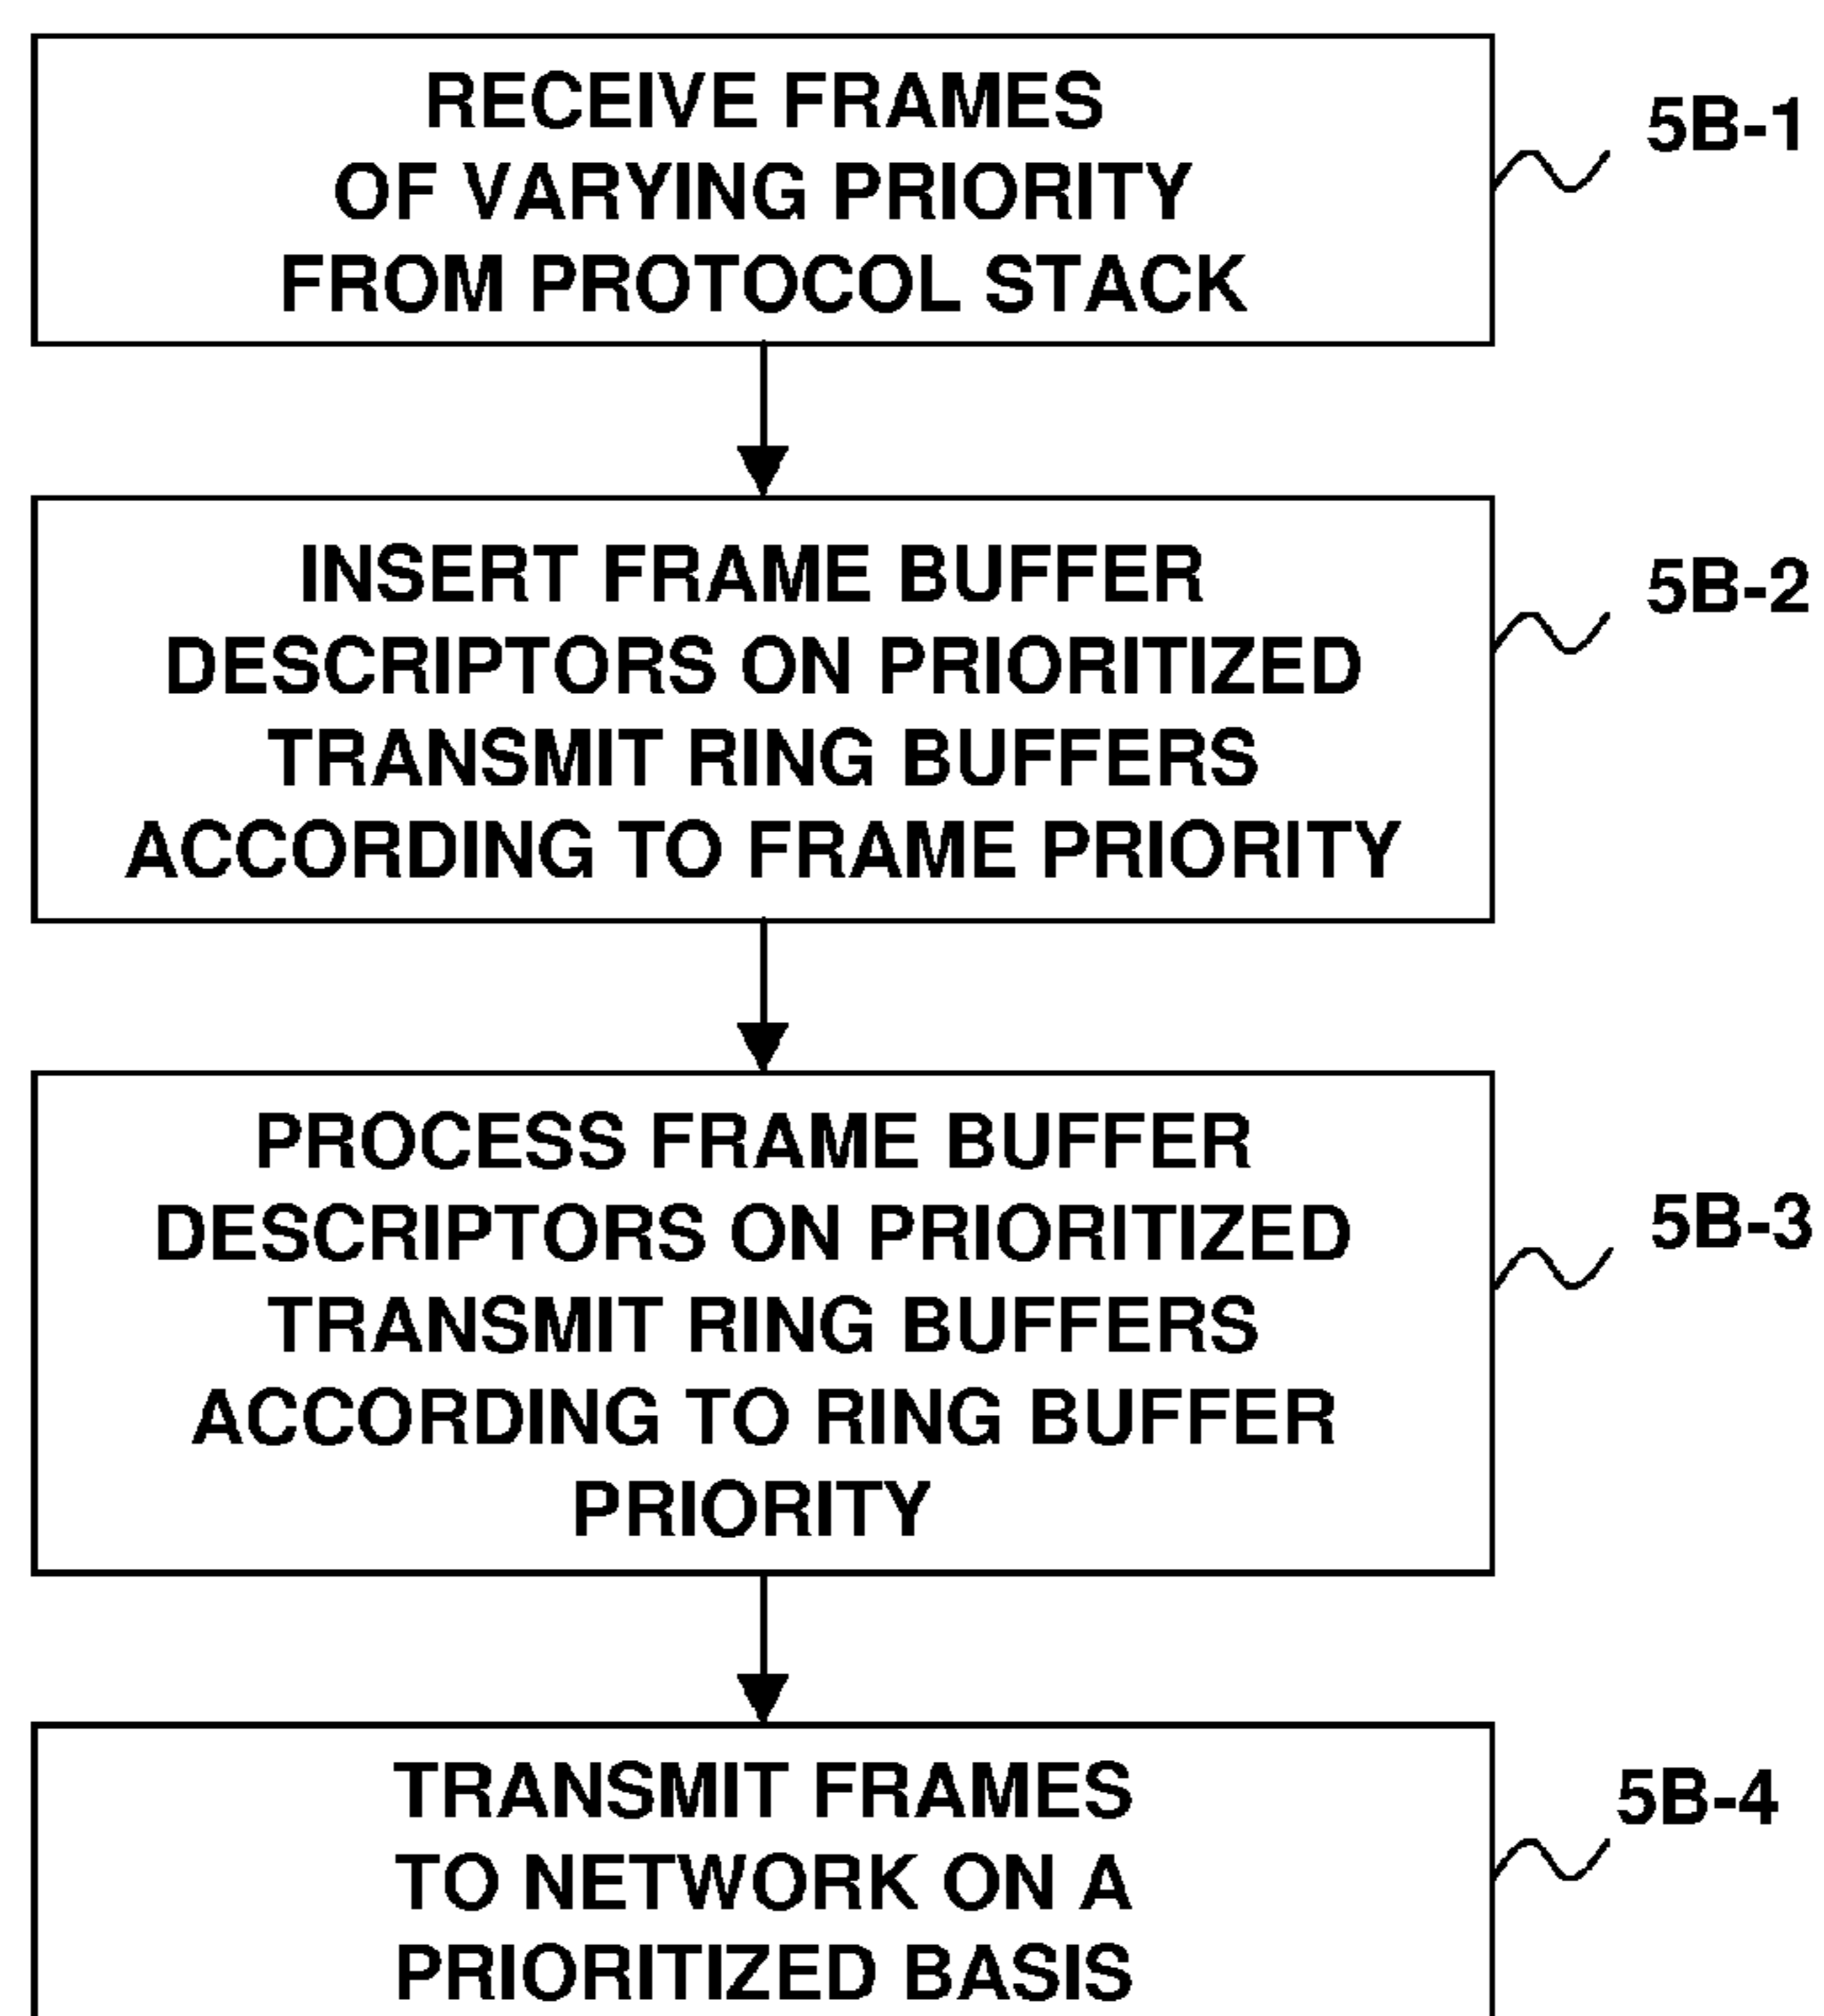 RECEIVE FRAMES
OF VARYING PRIORITY
FROM PROTOCOL STACK
5B-1
INSERT FRAME BUFFER
DESCRIPTORS ON PRIORITIZED
TRANSMIT RING BUFFERS
ACCORDING TO FRAME PRIORITY
5B-2
PROCESS FRAME BUFFER
DESCRIPTORS ON PRIORITIZED
TRANSMIT RING BUFFERS
ACCORDING TO RING BUFFER
PRIORITY
5B-3
TRANSMIT FRAMES
TO NETWORK ON A
PRIORITIZED BASIS
5B-4